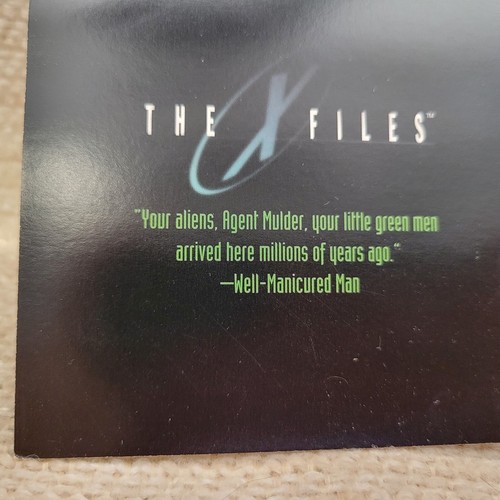 THE X FILES™
"Your aliens, Agent Mulder, your little green men
arrived here millions of years ago."
—Well-Manicured Man